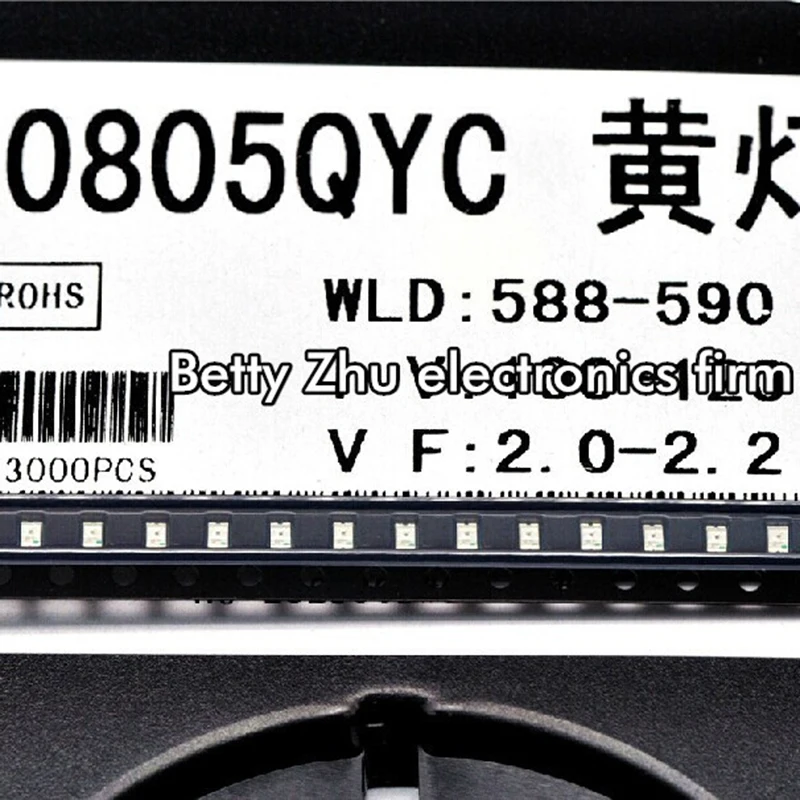 0805QYC 黄灯
ROHS
WLD:588-590
Betty Zhu electronics firm
V F:2.0-2.2
3000PCS